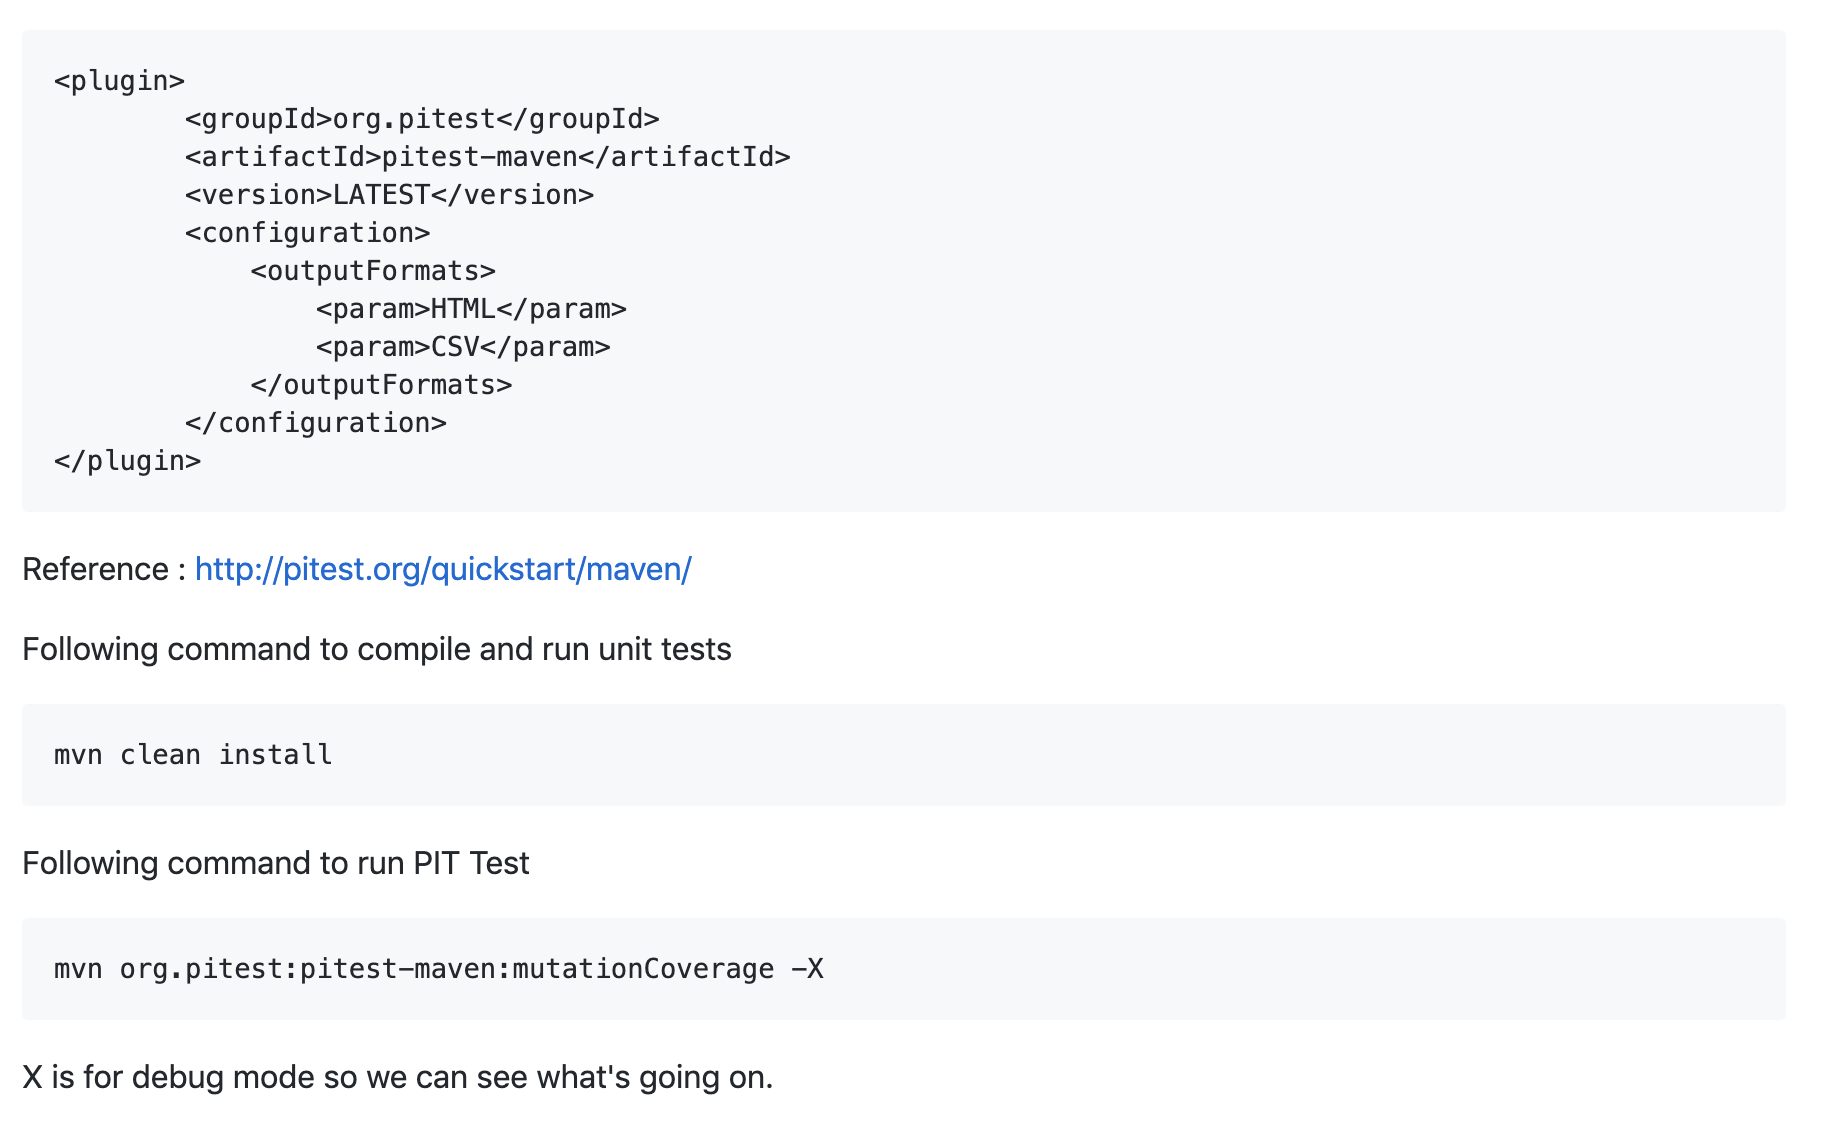 <plugin>
        <groupId>org.pitest</groupId>
        <artifactId>pitest-maven</artifactId>
        <version>LATEST</version>
        <configuration>
            <outputFormats>
                <param>HTML</param>
                <param>CSV</param>
            </outputFormats>
        </configuration>
</plugin>
Reference : http://pitest.org/quickstart/maven/
Following command to compile and run unit tests
mvn clean install
Following command to run PIT Test
mvn org.pitest:pitest-maven:mutationCoverage -X
X is for debug mode so we can see what's going on.